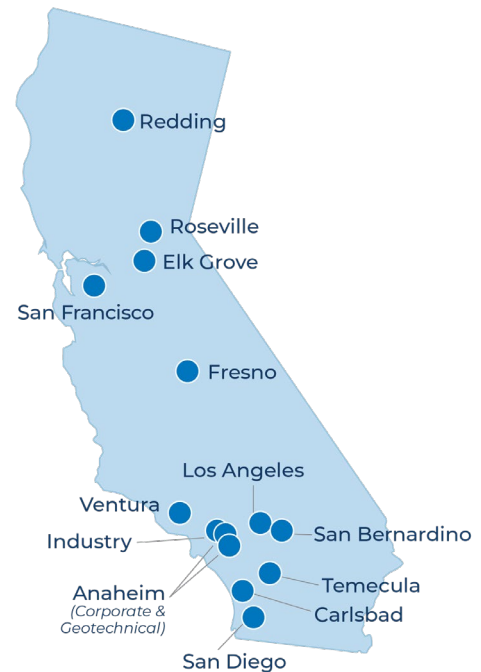 Redding
Roseville
Elk Grove
San Francisco
Fresno
Los Angeles
Ventura
San Bernardino
Industry
Temecula
Anaheim
(Corporate &
Geotechnical)
Carlsbad
San Diego